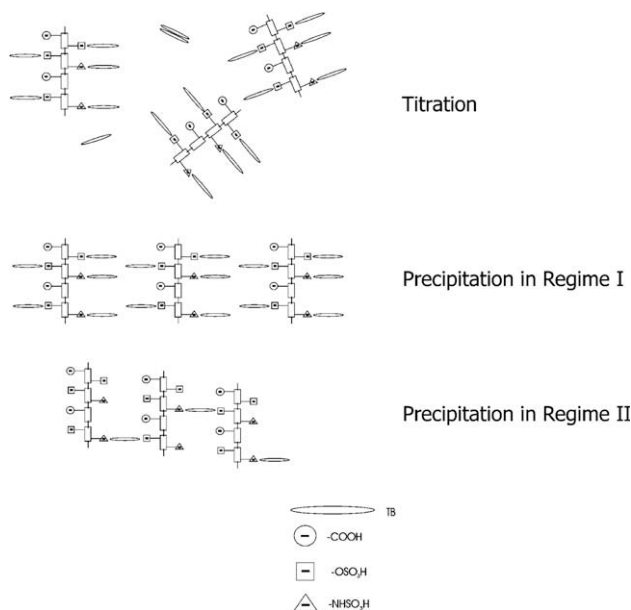 Titration
Precipitation in Regime I
Precipitation in Regime II
TB
-COOH
-OSO₃H
-NHSO₃H